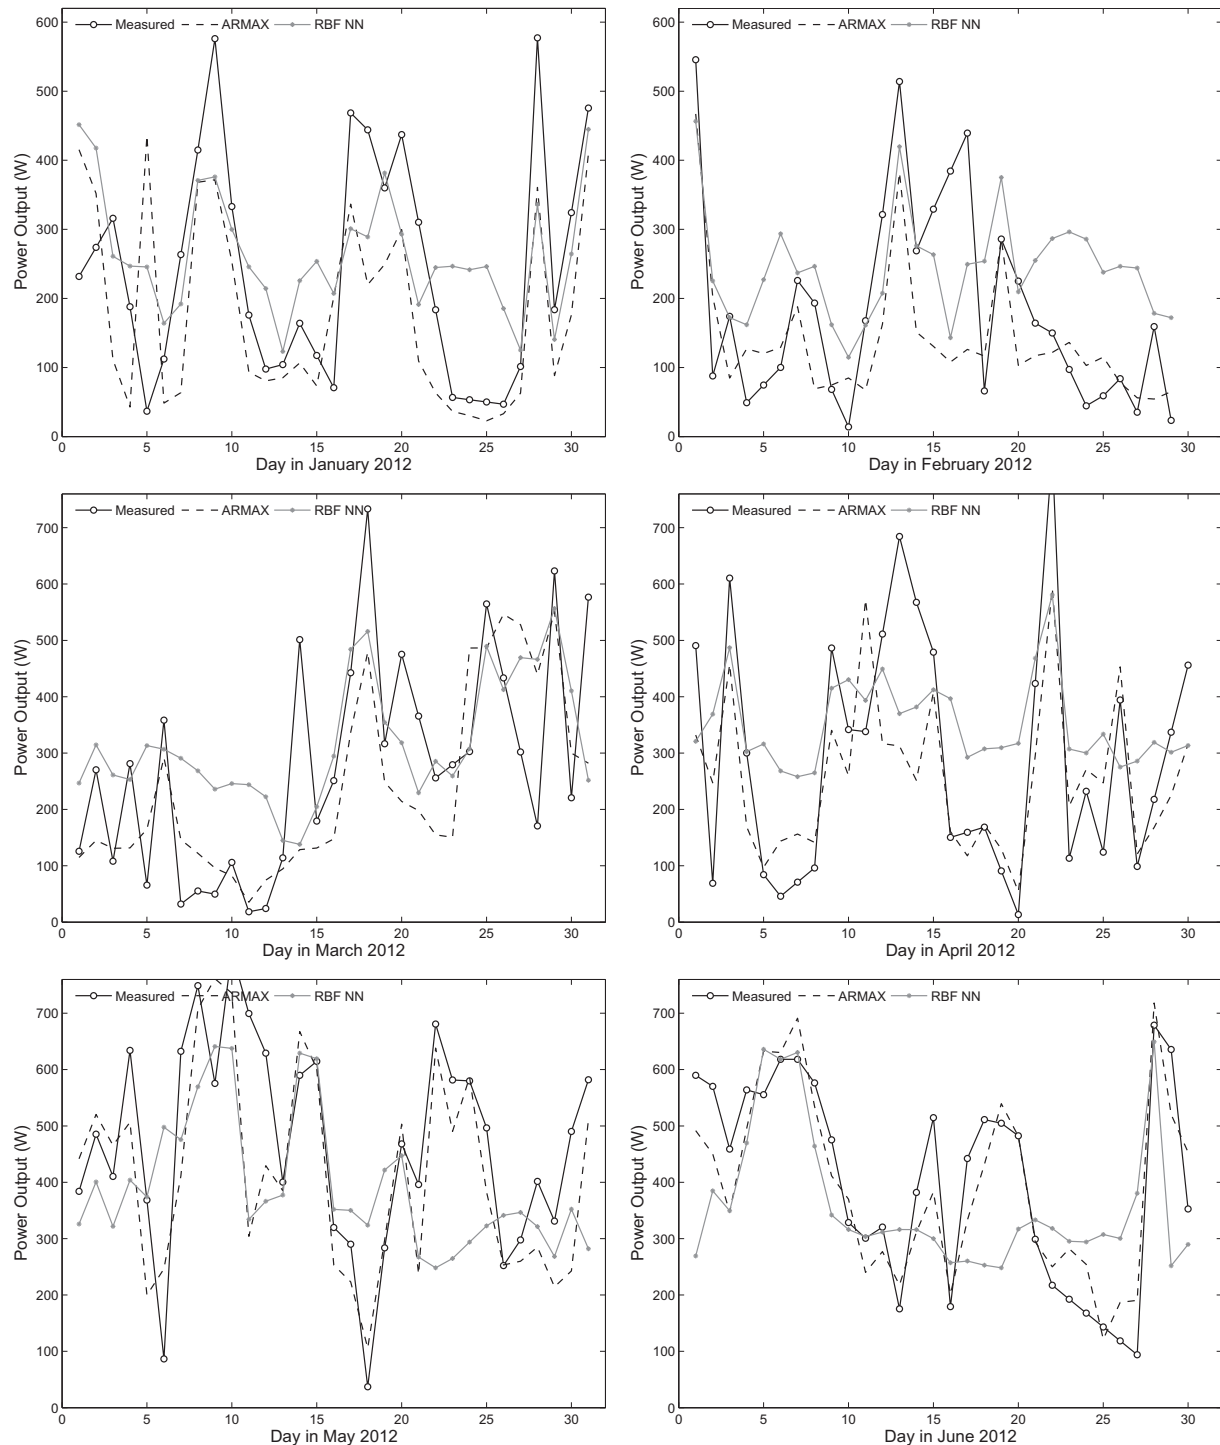 Measured ARMAX RBF NN
Power Output (W)
600
500
400
300
200
100
0
0 5 10 15 20 25 30
Day in January 2012
Measured ARMAX RBF NN
Power Output (W)
600
500
400
300
200
100
0
0 5 10 15 20 25 30
Day in February 2012
Measured ARMAX RBF NN
Power Output (W)
700
600
500
400
300
200
100
0
0 5 10 15 20 25 30
Day in March 2012
Measured ARMAX RBF NN
Power Output (W)
700
600
500
400
300
200
100
0
0 5 10 15 20 25 30
Day in April 2012
Measured ARMAX RBF NN
Power Output (W)
700
600
500
400
300
200
100
0
0 5 10 15 20 25 30
Day in May 2012
Measured ARMAX RBF NN
Power Output (W)
700
600
500
400
300
200
100
0
0 5 10 15 20 25 30
Day in June 2012